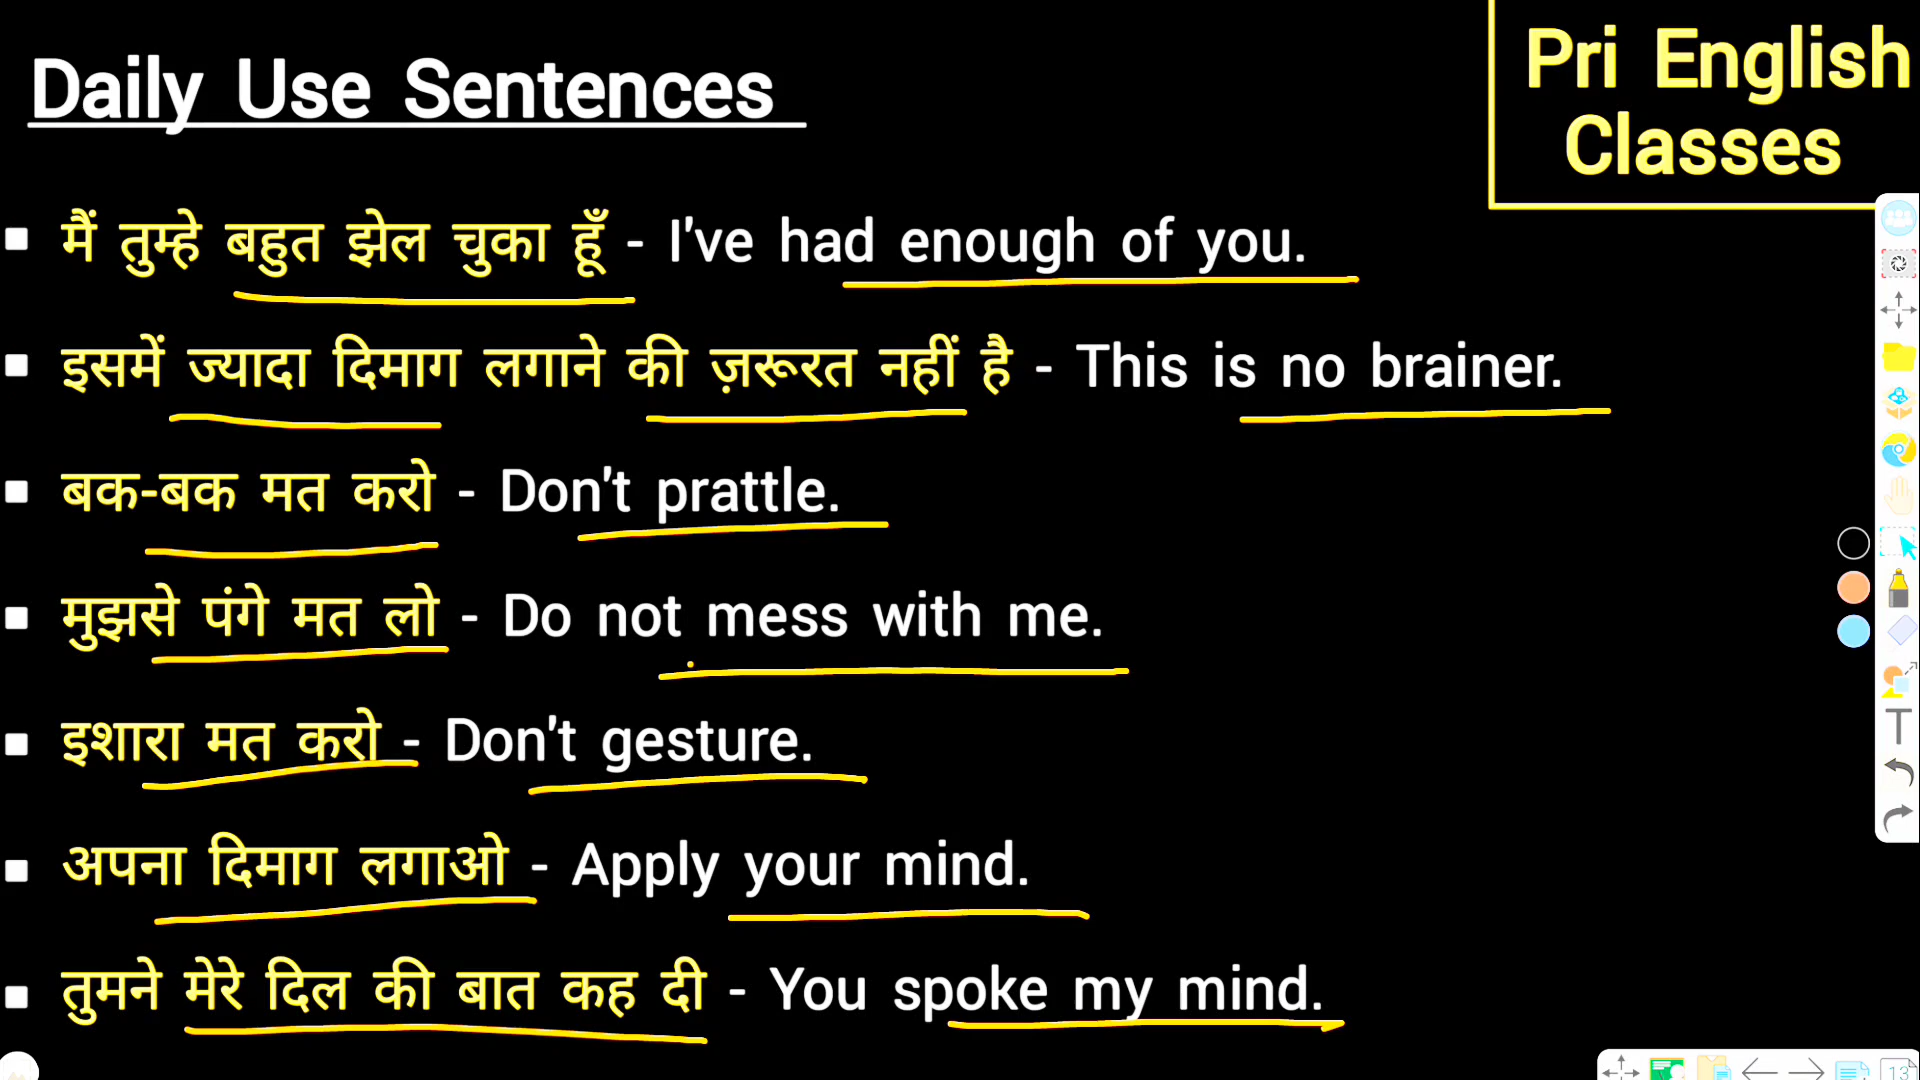 Daily Use Sentences
Pri English
Classes
मैं तुम्हे बहुत झेल चुका हूँ - I've had enough of you.
इसमें ज्यादा दिमाग लगाने की ज़रूरत नहीं है - This is no brainer.
बक-बक मत करो - Don't prattle.
मुझसे पंगे मत लो - Do not mess with me.
इशारा मत करो - Don't gesture.
अपना दिमाग लगाओ - Apply your mind.
तुमने मेरे दिल की बात कह दी - You spoke my mind.
T
13